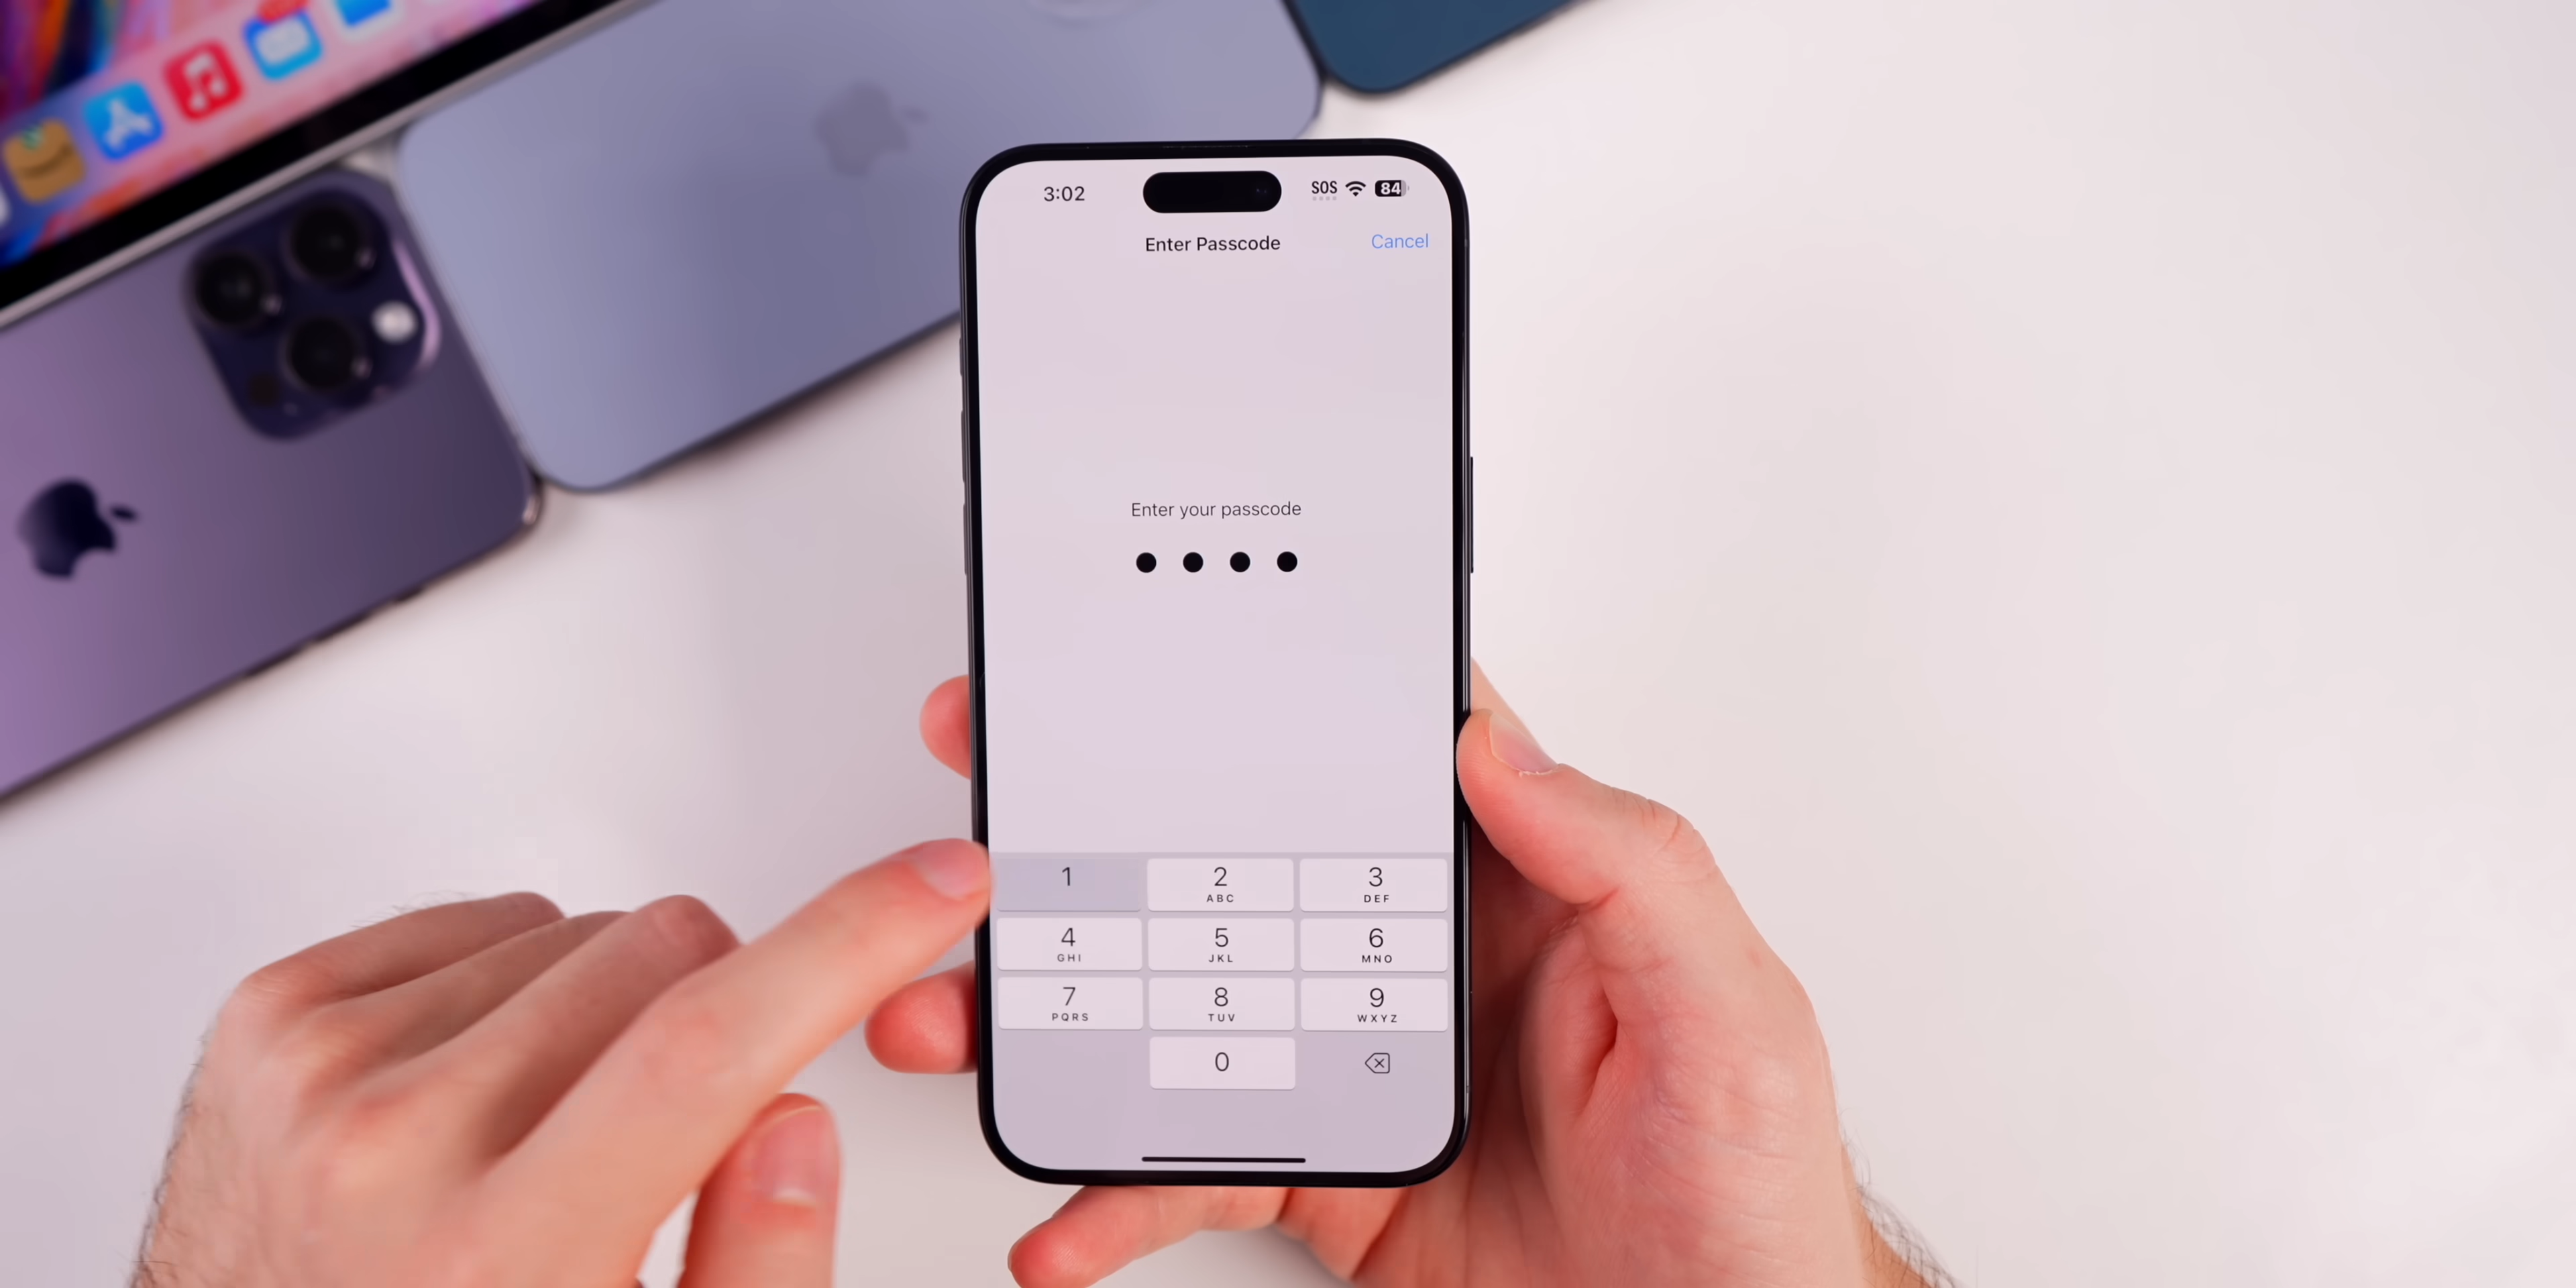 3:02
SOS 84
Enter Passcode
Cancel
Enter your passcode
1
2
3
ABC
DEF
4
5
6
GHI
JKL
MNO
7
8
9
PQRS
TUV
WXYZ
0